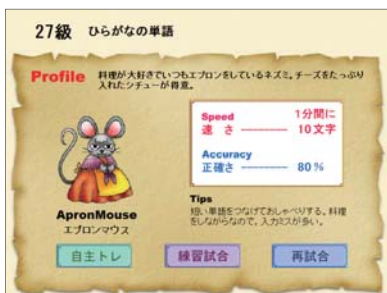 27級 ひらがなの単語
Profile 料理が大好きでいつもエプロンをしているネズミ。チーズをたっぷり
入れたシチューが得意。
Speed 1分間に
速 さ 10文字
Accuracy
正確さ 80%
Tips
短い単語をつなげておしゃべりする。料理
をしながらなので、入力ミスが多い。
ApronMouse
エプロンマウス
自主トレ 練習試合 再試合